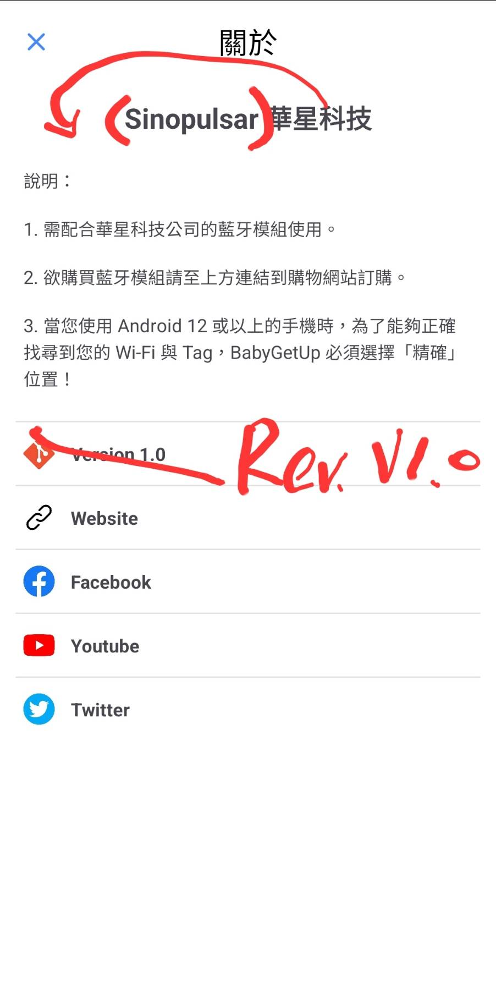 關於
(Sinopulsar)華星科技
說明：
1. 需配合華星科技公司的藍牙模組使用。
2. 欲購買藍牙模組請至上方連結到購物網站訂購。
3. 當您使用 Android 12 或以上的手機時，為了能夠正確
找尋到您的 Wi-Fi 與 Tag，BabyGetUp 必須選擇「精確」
位置！
Version 1.0 Rev. V1.0
Website
Facebook
Youtube
Twitter